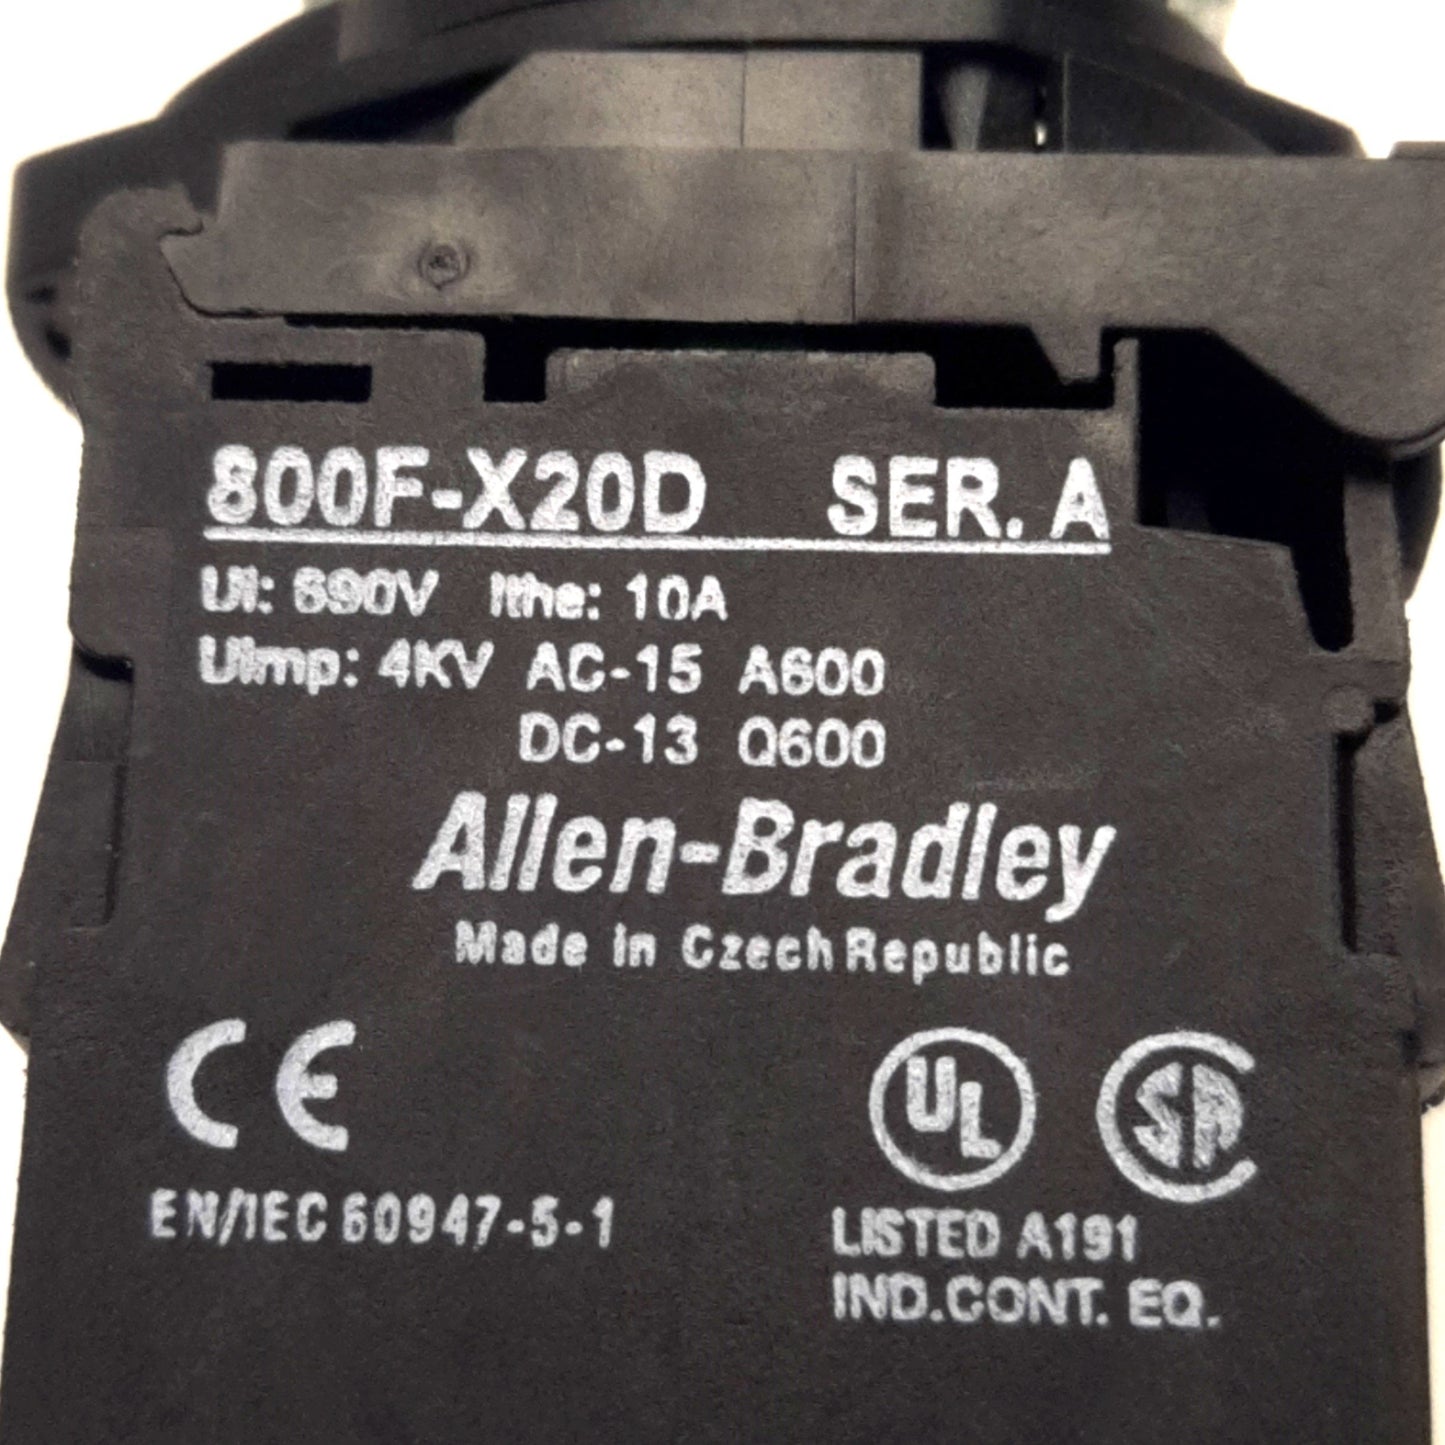 800F-X20D SER. A
Ui: 690V Ithe: 10A
Uimp: 4KV AC-15 A600
DC-13 Q600
Allen-Bradley
Made in Czech Republic
CE
UL SA
EN/IEC 60947-5-1
LISTED A191
IND.CONT. EQ.